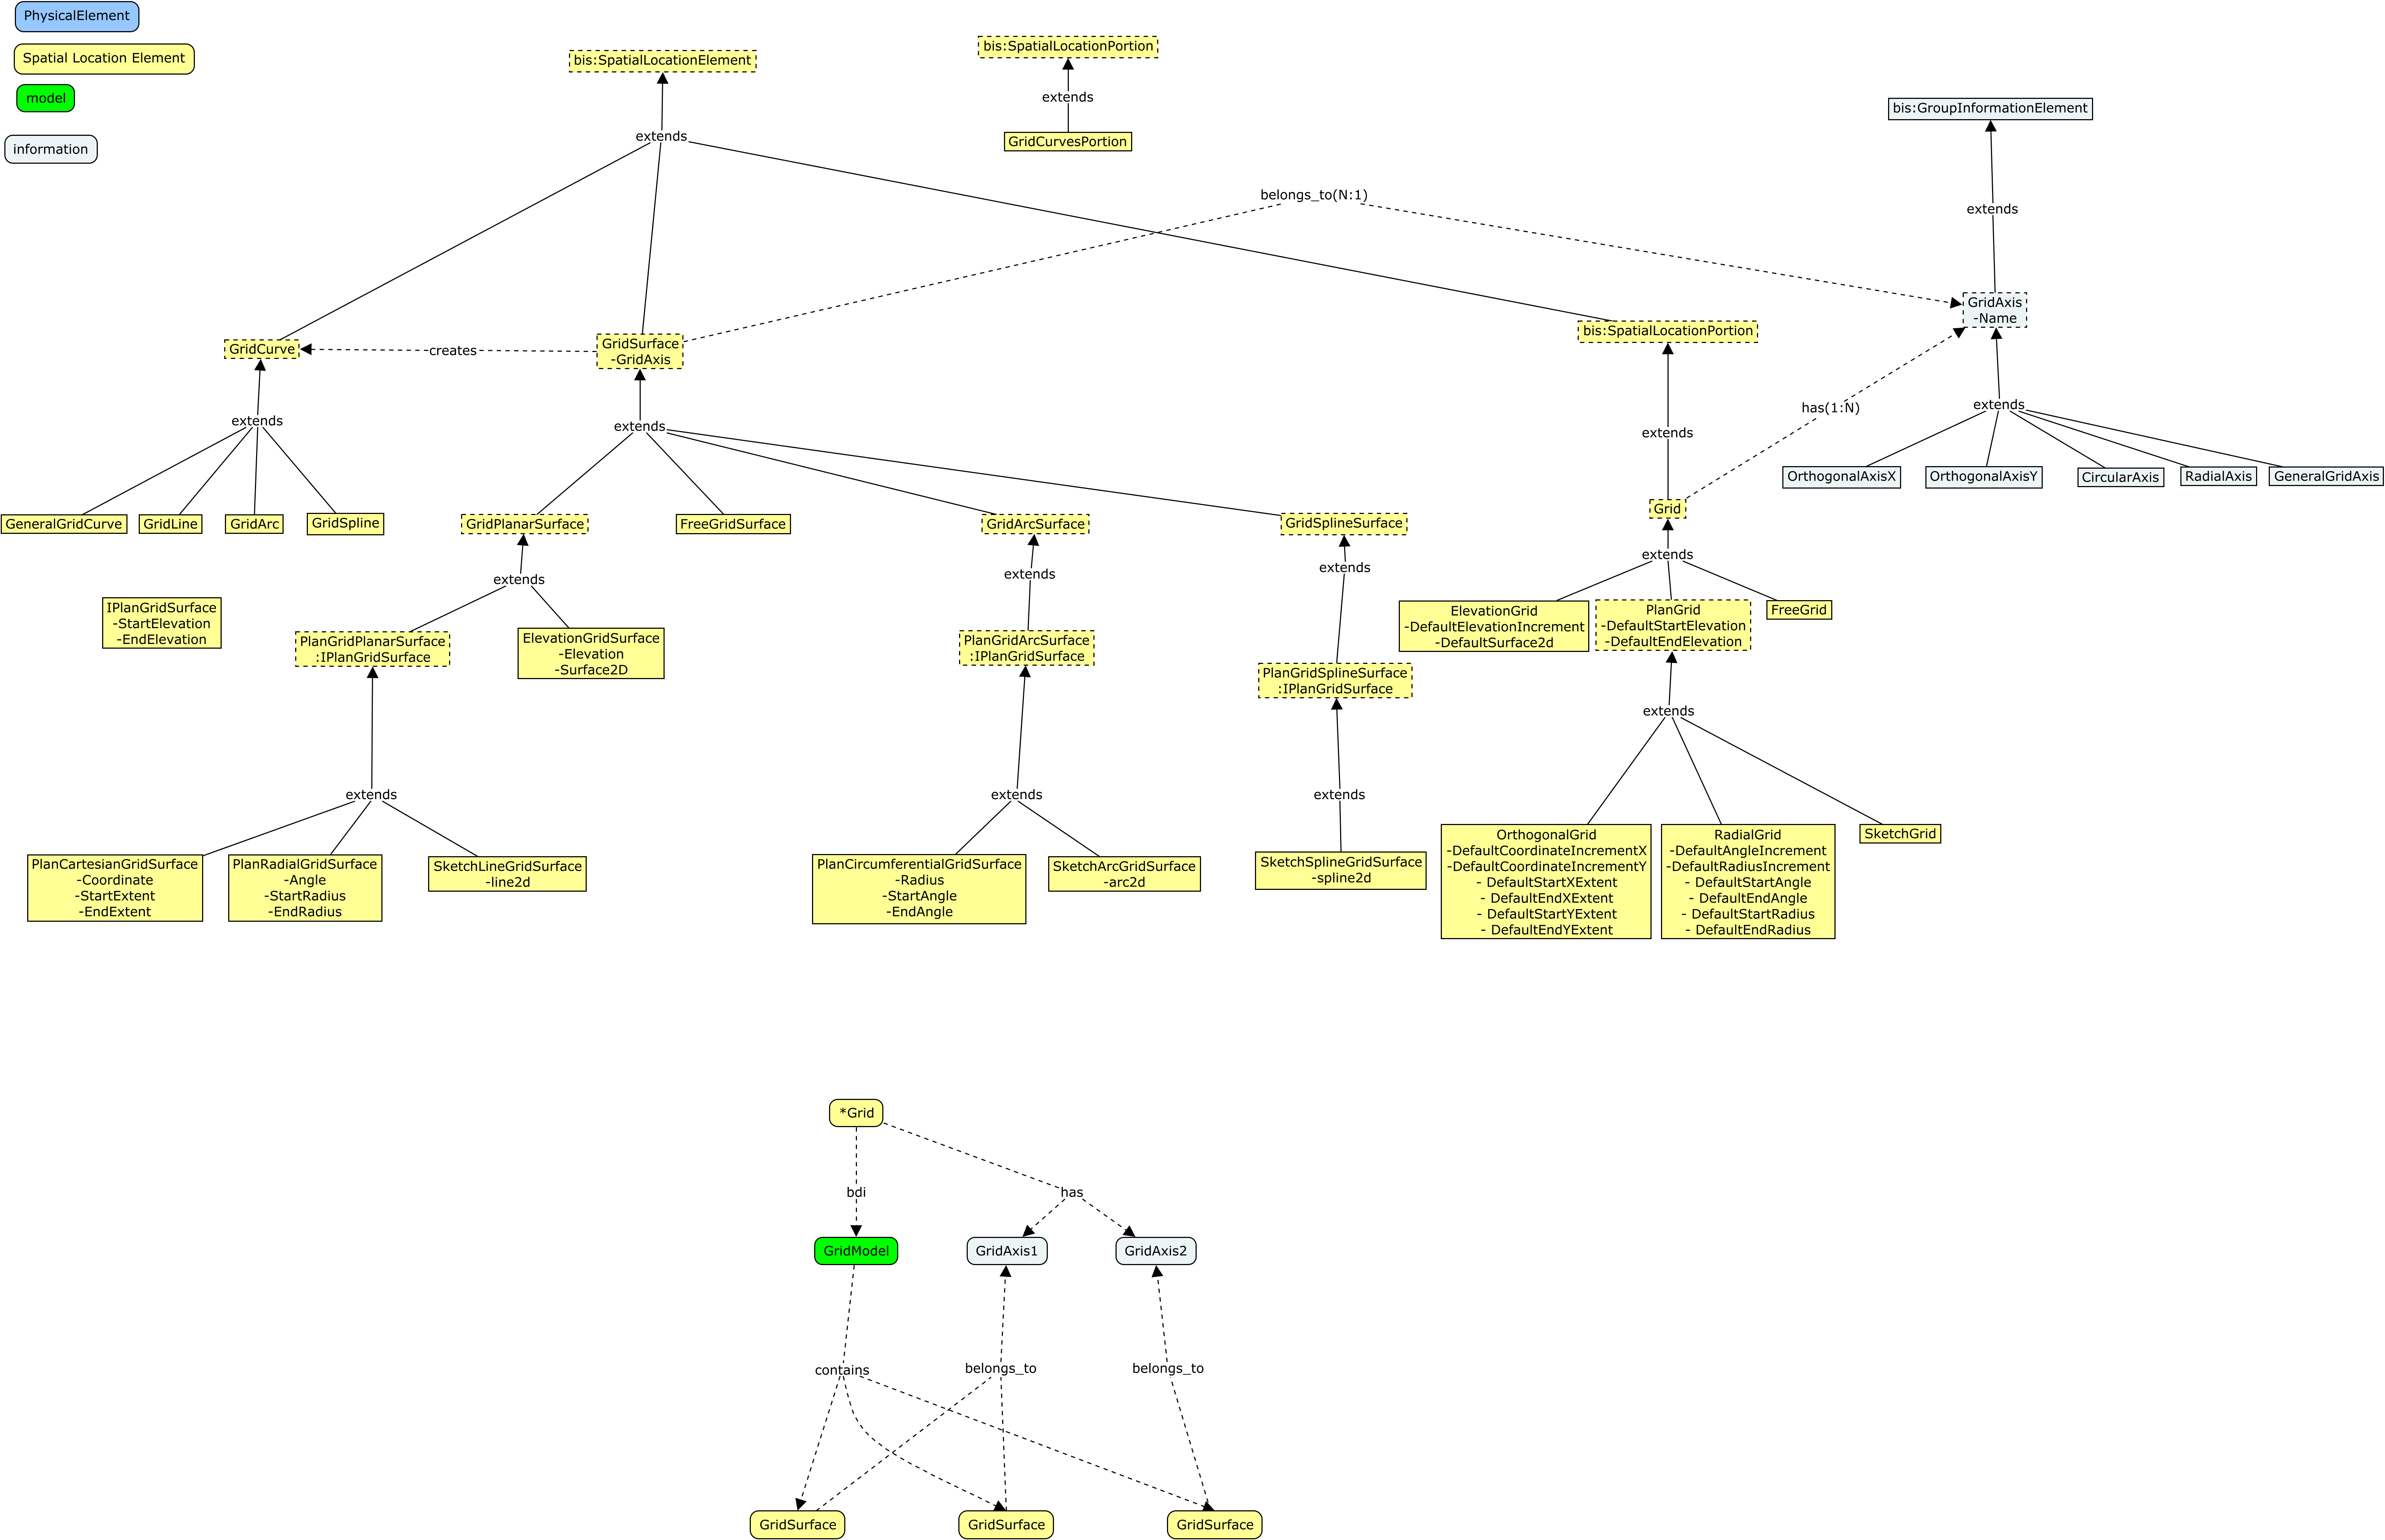 PhysicalElement
Spatial Location Element
model
information
bis:SpatialLocationElement
bis:SpatialLocationPortion
extends
GridCurvesPortion
bis:GroupInformationElement
extends
belongs_to(N:1)
extends
GridAxis
-Name
GridCurve
creates
GridSurface
-GridAxis
bis:SpatialLocationPortion
extends
extends
extends
has(1:N)
extends
GeneralGridCurve
GridLine
GridArc
GridSpline
GridPlanarSurface
FreeGridSurface
GridArcSurface
GridSplineSurface
Grid
OrthogonalAxisX
OrthogonalAxisY
CircularAxis
RadialAxis
GeneralGridAxis
extends
extends
extends
extends
IPlanGridSurface
-StartElevation
-EndElevation
PlanGridPlanarSurface
:IPlanGridSurface
ElevationGridSurface
-Elevation
-Surface2D
PlanGridArcSurface
:IPlanGridSurface
PlanGridSplineSurface
:IPlanGridSurface
ElevationGrid
-DefaultElevationIncrement
-DefaultSurface2d
PlanGrid
-DefaultStartElevation
-DefaultEndElevation
FreeGrid
extends
extends
extends
extends
PlanCartesianGridSurface
-Coordinate
-StartExtent
-EndExtent
PlanRadialGridSurface
-Angle
-StartRadius
-EndRadius
SketchLineGridSurface
-line2d
PlanCircumferentialGridSurface
-Radius
-StartAngle
-EndAngle
SketchArcGridSurface
-arc2d
SketchSplineGridSurface
-spline2d
OrthogonalGrid
-DefaultCoordinateIncrementX
-DefaultCoordinateIncrementY
- DefaultStartXExtent
- DefaultEndXExtent
- DefaultStartYExtent
- DefaultEndYExtent
RadialGrid
-DefaultAngleIncrement
-DefaultRadiusIncrement
- DefaultStartAngle
- DefaultEndAngle
- DefaultStartRadius
- DefaultEndRadius
SketchGrid
*Grid
bdi
has
GridModel
GridAxis1
GridAxis2
contains
belongs_to
belongs_to
GridSurface
GridSurface
GridSurface